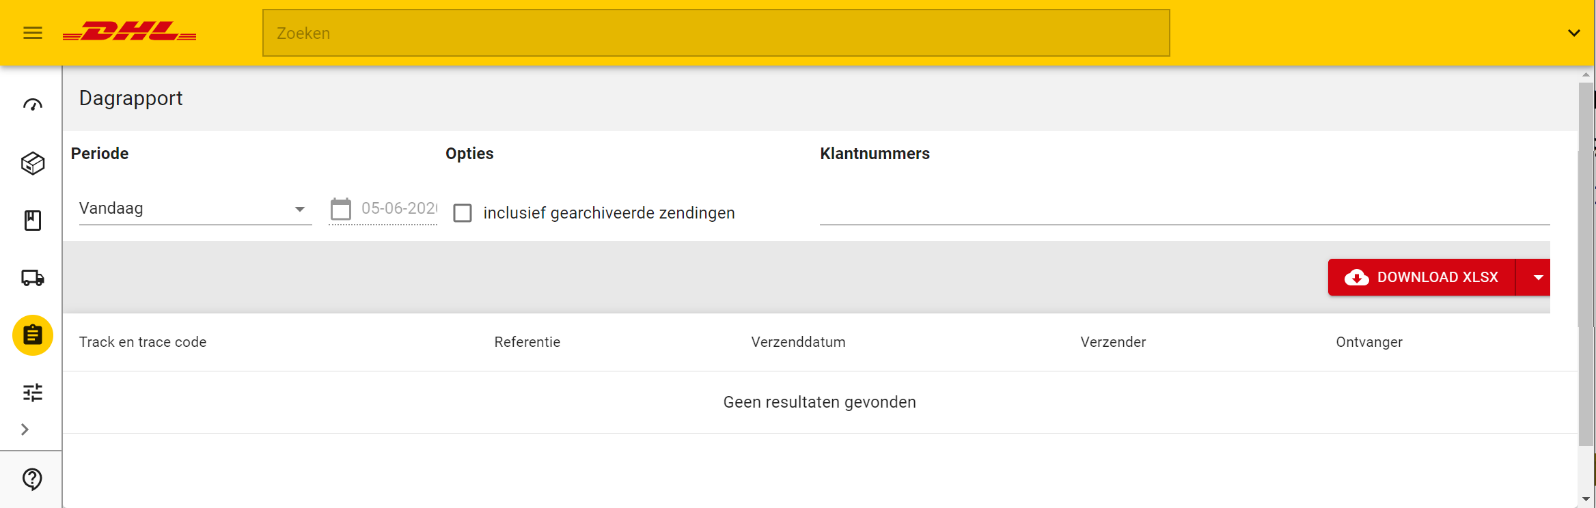 DHL
Zoeken
Dagrapport
Periode Opties Klantnummers
Vandaag 05-06-202 inclusief gearchiveerde zendingen
DOWNLOAD XLSX
Track en trace code Referentie Verzenddatum Verzender Ontvanger
Geen resultaten gevonden